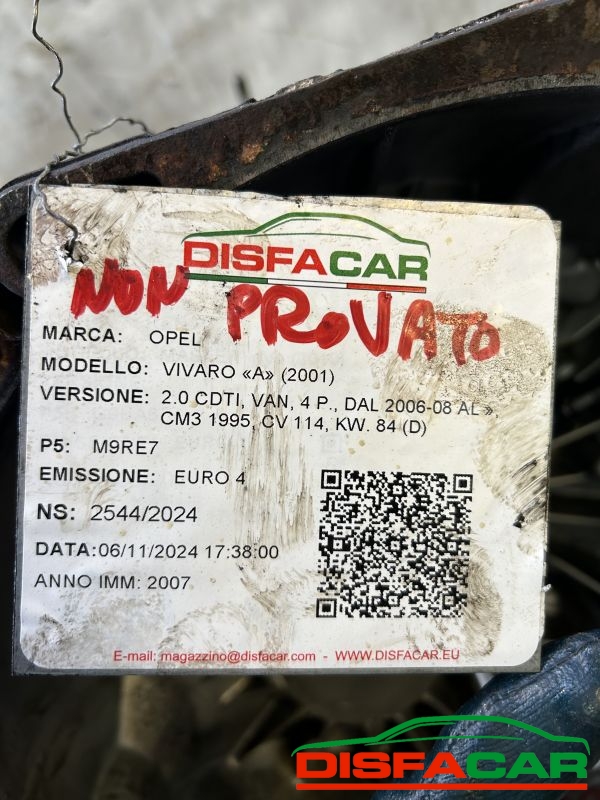 DISFACAR
NON PROVATO
MARCA: OPEL
MODELLO: VIVARO «A» (2001)
VERSIONE: 2.0 CDTI, VAN, 4 P., DAL 2006-08 AL »
CM3 1995, CV 114, KW. 84 (D)
P5: M9RE7
EMISSIONE: EURO 4
NS: 2544/2024
DATA:06/11/2024 17:38:00
ANNO IMM: 2007
E-mail: magazzino@disfacar.com - WWW.DISFACAR.EU
DISFACAR